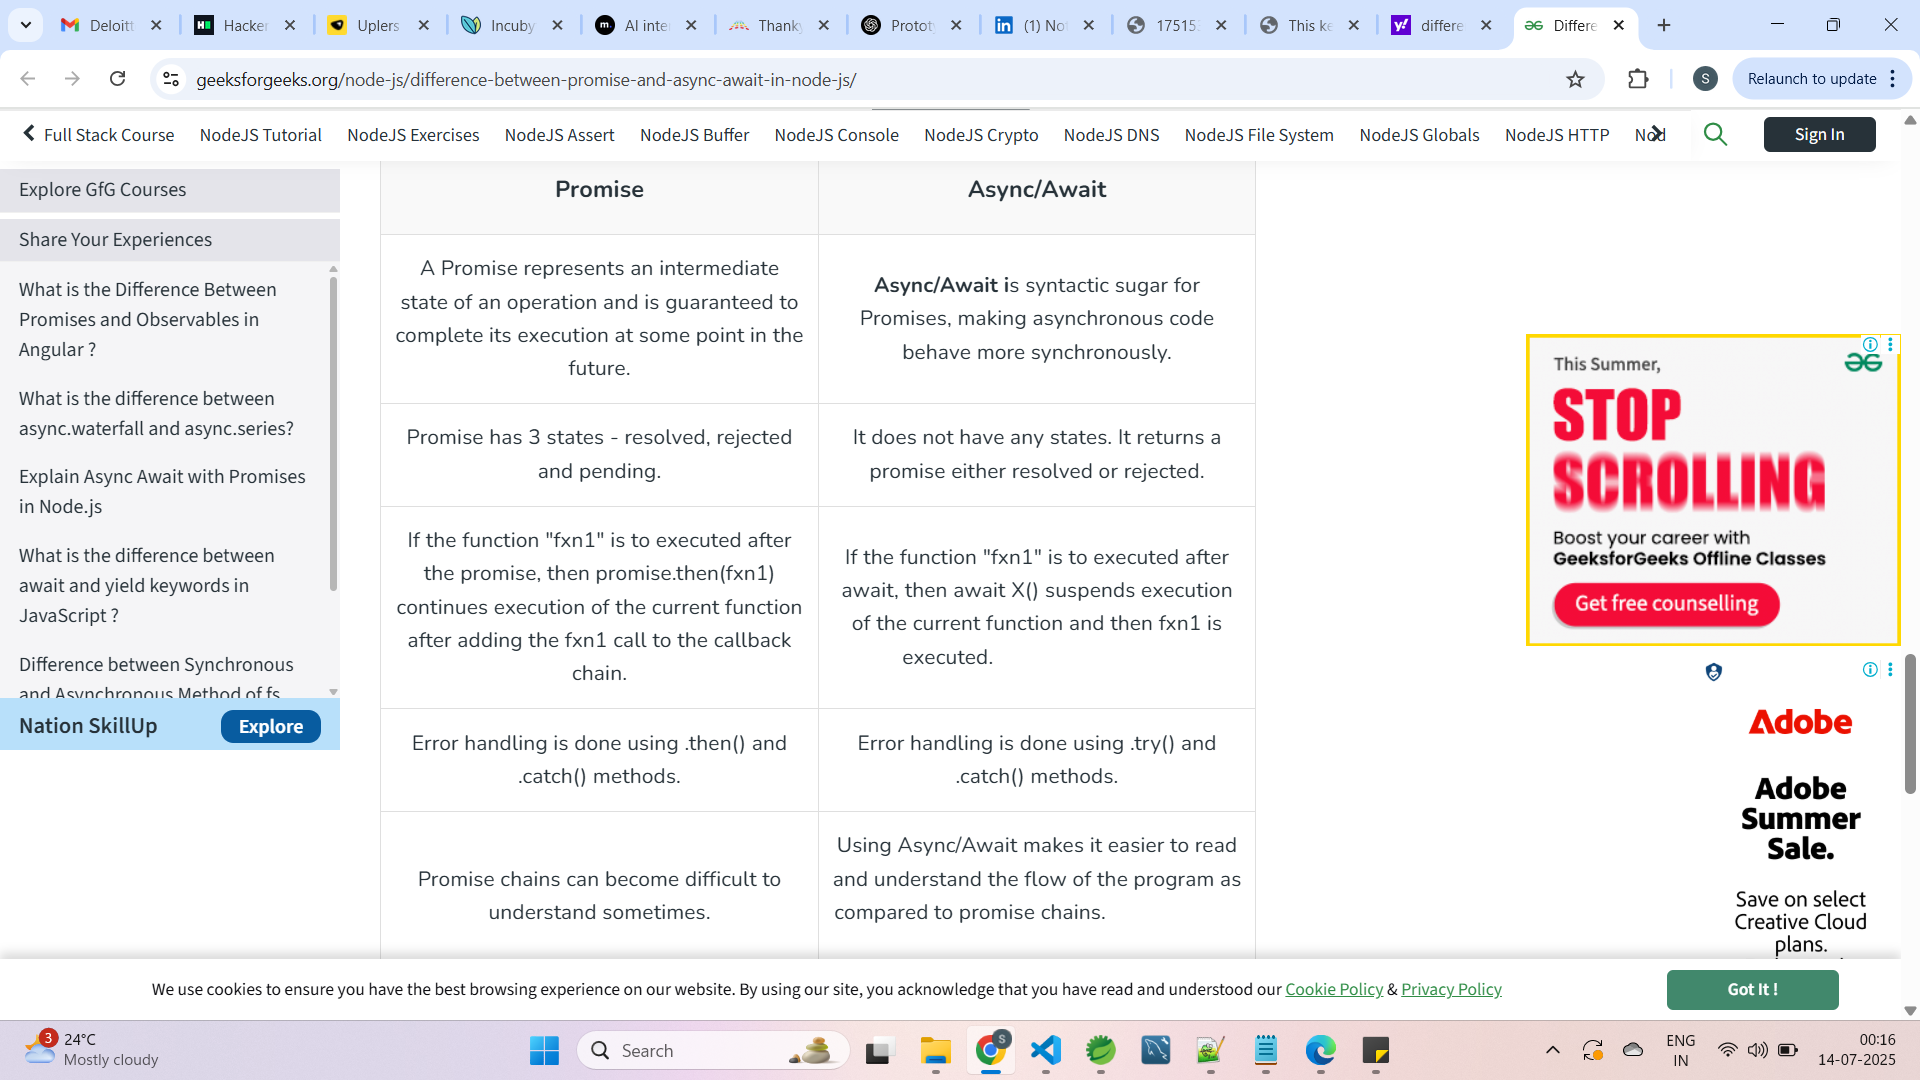 Deloitt
Hacker
Uplers
Incuby
AI inte
Thanky
Prototy
(1) Not
17515
This ke
differe
Differe
geeksforgeeks.org/node-js/difference-between-promise-and-async-await-in-node-js/
S
Relaunch to update
Full Stack Course
NodeJS Tutorial
NodeJS Exercises
NodeJS Assert
NodeJS Buffer
NodeJS Console
NodeJS Crypto
NodeJS DNS
NodeJS File System
NodeJS Globals
NodeJS HTTP
Nod
Sign In
Explore GfG Courses
Share Your Experiences
What is the Difference Between
Promises and Observables in
Angular ?
What is the difference between
async.waterfall and async.series?
Explain Async Await with Promises
in Node.js
What is the difference between
await and yield keywords in
JavaScript ?
Difference between Synchronous
and Asynchronous Method of fs
Nation SkillUp
Explore
Promise
Async/Await
A Promise represents an intermediate
state of an operation and is guaranteed to
complete its execution at some point in the
future.
Async/Await is syntactic sugar for
Promises, making asynchronous code
behave more synchronously.
Promise has 3 states - resolved, rejected
and pending.
It does not have any states. It returns a
promise either resolved or rejected.
If the function "fxn1" is to executed after
the promise, then promise.then(fxn1)
continues execution of the current function
after adding the fxn1 call to the callback
chain.
If the function "fxn1" is to executed after
await, then await X() suspends execution
of the current function and then fxn1 is
executed.
Error handling is done using .then() and
.catch() methods.
Error handling is done using .try() and
.catch() methods.
Promise chains can become difficult to
understand sometimes.
Using Async/Await makes it easier to read
and understand the flow of the program as
compared to promise chains.
This Summer,
STOP
SCROLLING
Boost your career with
GeeksforGeeks Offline Classes
Get free counselling
Adobe
Adobe
Summer
Sale.
Save on select
Creative Cloud
plans.
We use cookies to ensure you have the best browsing experience on our website. By using our site, you acknowledge that you have read and understood our Cookie Policy & Privacy Policy
Got It !
3
24°C
Mostly cloudy
Search
S
ENG
IN
00:16
14-07-2025